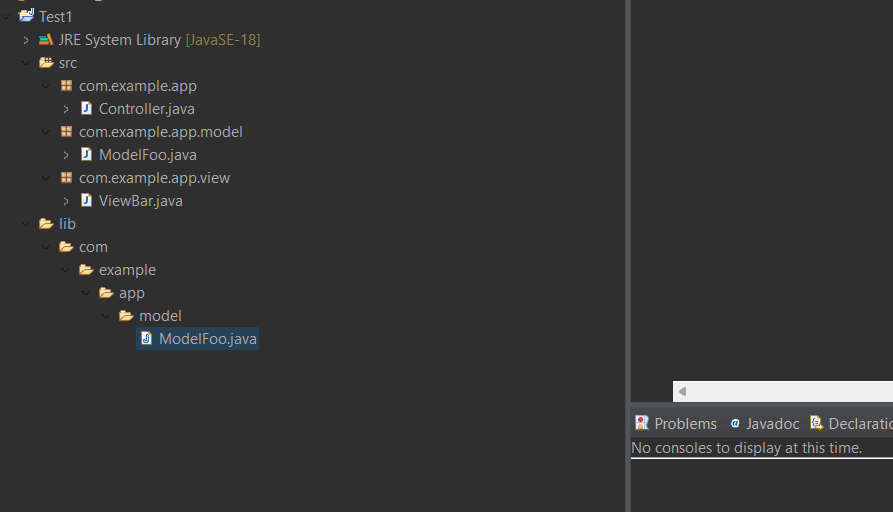 Test1
JRE System Library [JavaSE-18]
src
com.example.app
Controller.java
com.example.app.model
ModelFoo.java
com.example.app.view
ViewBar.java
lib
com
example
app
model
ModelFoo.java
Problems Javadoc Declaratic
No consoles to display at this time.